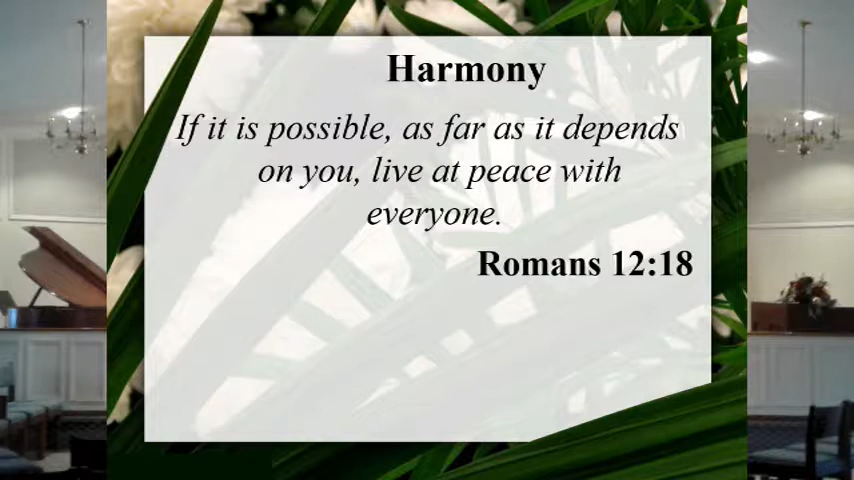 Harmony
If it is possible, as far as it depends
on you, live at peace with
everyone.
Romans 12:18